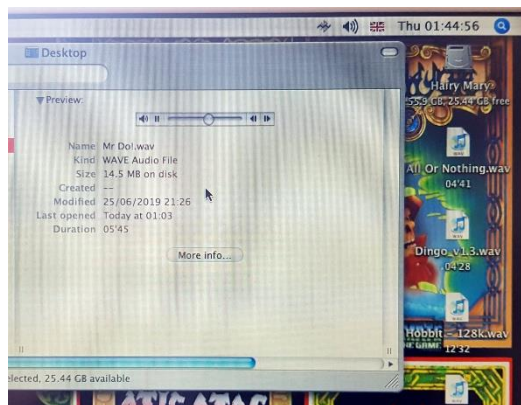 Thu 01:44:56
Desktop
Preview:
Name Mr Do!.wav
Kind WAVE Audio File
Size 14.5 MB on disk
Created --
Modified 25/06/2019 21:26
Last opened Today at 01:03
Duration 05'45
More info...
selected, 25.44 GB available
Hairy Mary
55.9 GB, 25.44 GB free
All Or Nothing.wav
04'41
Dingo_v1.3.wav
04'28
Hobbit - 128k.wav
12'32
ATIC ATAC